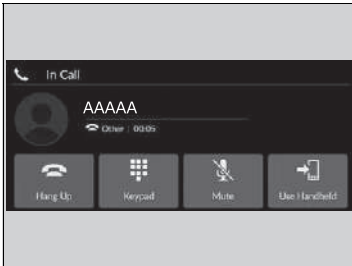 In Call
AAAAA
Other 00:05
Hang Up Keypad Mute Use Handheld